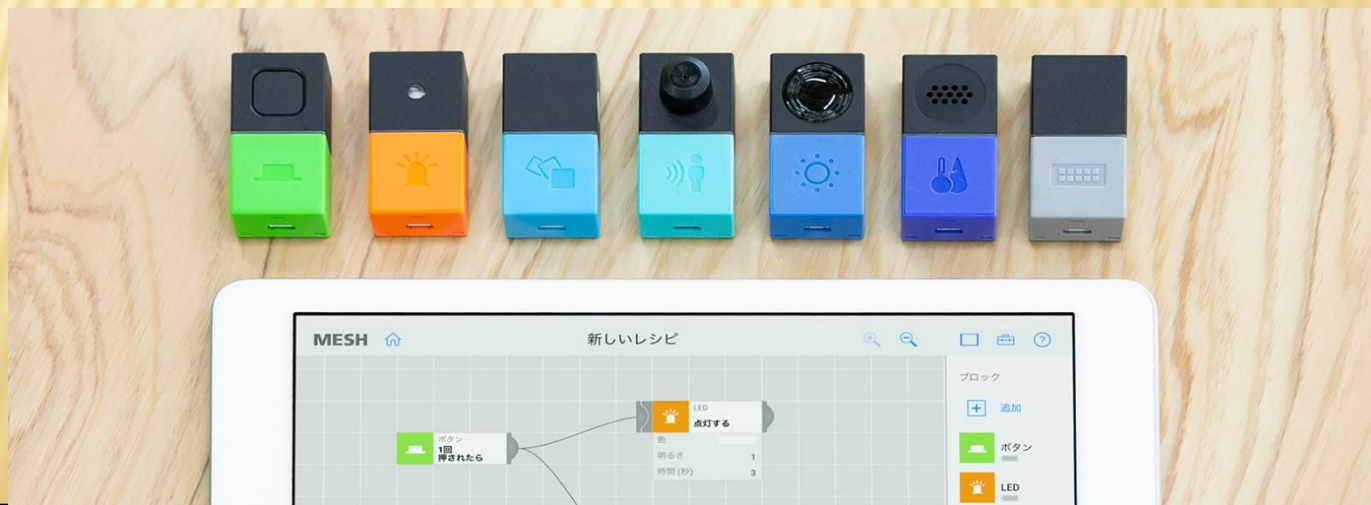 MESH
新しいレシピ
?
ブロック
追加
ボタン
1回
押されたら
LED
点灯する
色
明るさ 1
時間 (秒) 3
ボタン
LED